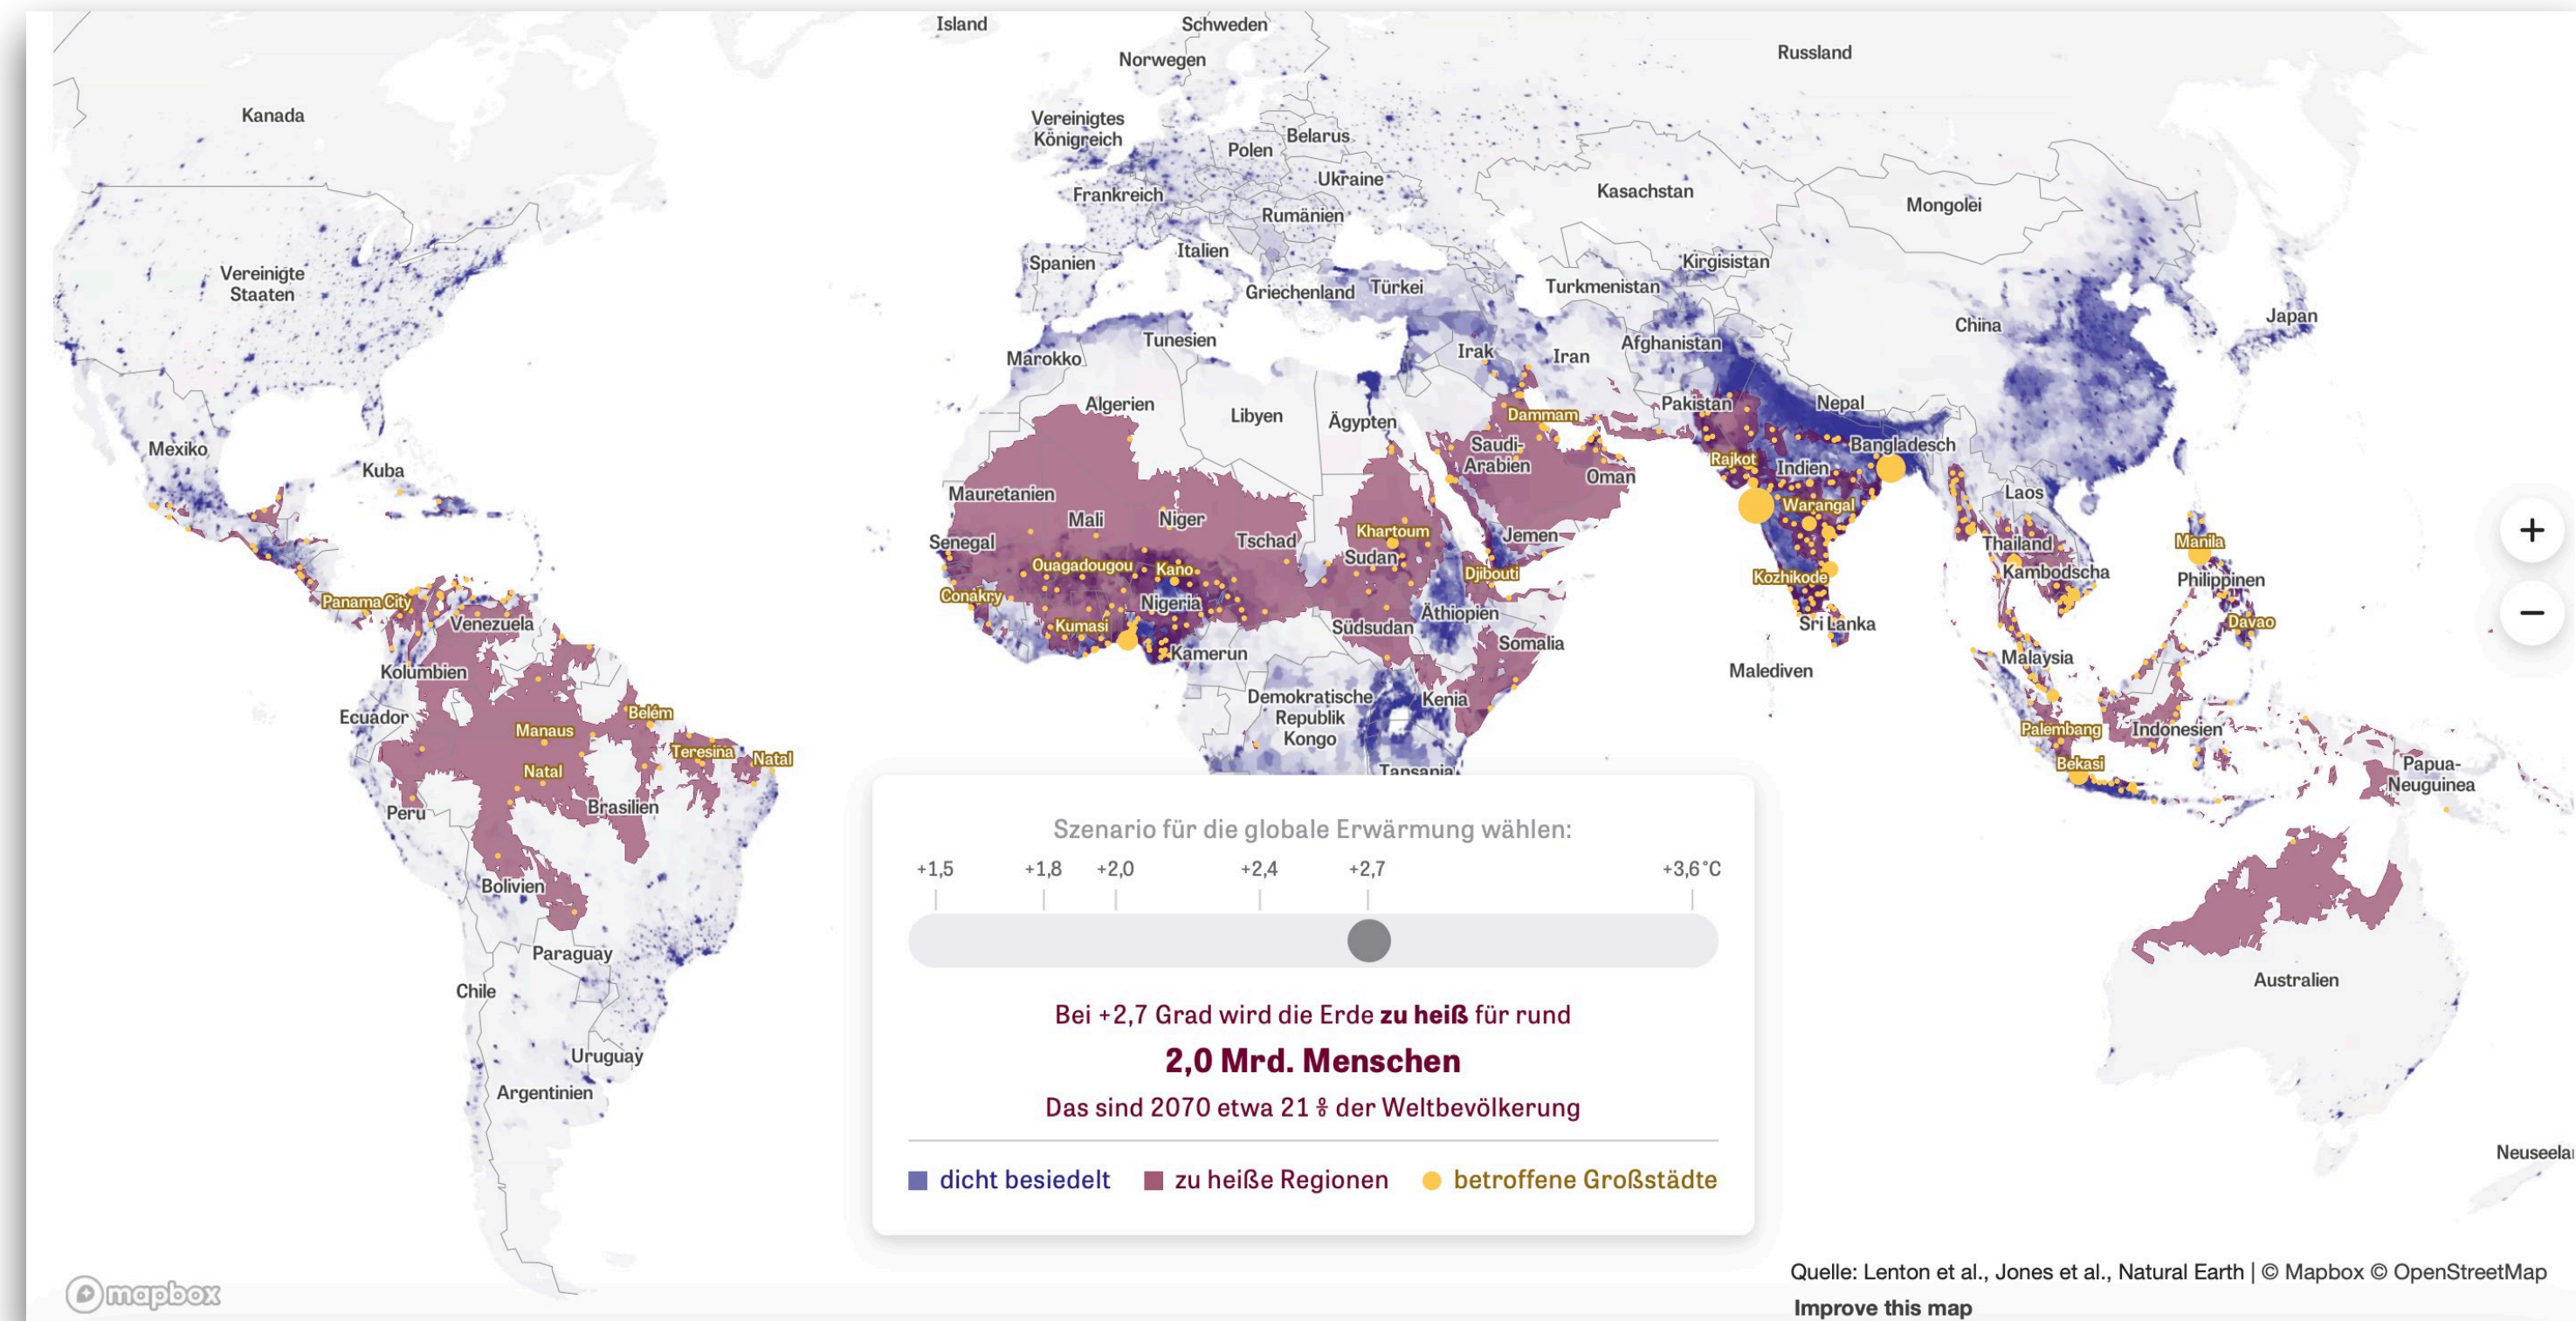 Island
Schweden
Norwegen
Russland
Kanada
Vereinigtes
Königreich
Belarus
Polen
Ukraine
Frankreich
Kasachstan
Mongolei
Rumänien
Italien
Spanien
Kirgisistan
Vereinigte
Staaten
Griechenland
Türkei
Turkmenistan
Japan
China
Tunesien
Marokko
Irak
Iran
Afghanistan
Algerien
Libyen
Ägypten
Dammam
Pakistan
Nepal
Mexiko
Kuba
Saudi-
Arabien
Oman
Rajkot
Indien
Bangladesch
Mauretanien
Mali
Niger
Tschad
Khartoum
Jemen
Warangal
Laos
Senegal
Sudan
Thailand
Manila
Ouagadougou
Kano
Djibouti
Kozhikode
Kambodscha
Philippinen
Panama City
Conakry
Nigeria
Äthiopien
Venezuela
Kumasi
Südsudan
Sri Lanka
Davao
Kolumbien
Kamerun
Somalia
Malediven
Malaysia
Ecuador
Belém
Demokratische
Republik
Kongo
Kenia
Manaus
Palembang
Indonesien
Teresina
Natal
Natal
Tansania
Bekasi
Papua-
Neuguinea
Peru
Brasilien
Bolivien
Paraguay
Chile
Uruguay
Argentinien
Australien
Neuseela
Szenario für die globale Erwärmung wählen:
+1,5 +1,8 +2,0 +2,4 +2,7 +3,6°C
Bei +2,7 Grad wird die Erde zu heiß für rund
2,0 Mrd. Menschen
Das sind 2070 etwa 21 % der Weltbevölkerung
dicht besiedelt zu heiße Regionen betroffene Großstädte
+
−
mapbox
Quelle: Lenton et al., Jones et al., Natural Earth | © Mapbox © OpenStreetMap
Improve this map